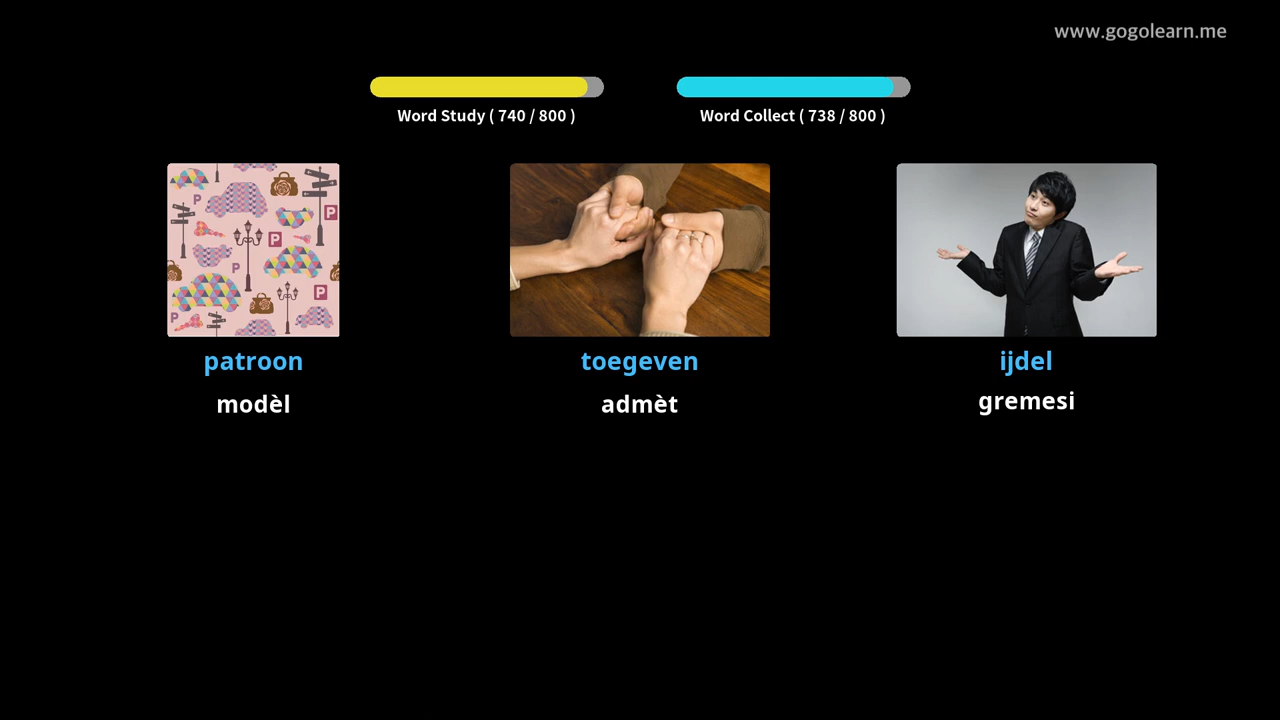 www.gogolearn.me
Word Study ( 740 / 800 )
Word Collect ( 738 / 800 )
P
P
P
P
P
P
patroon
toegeven
ijdel
modèl
admèt
gremesi